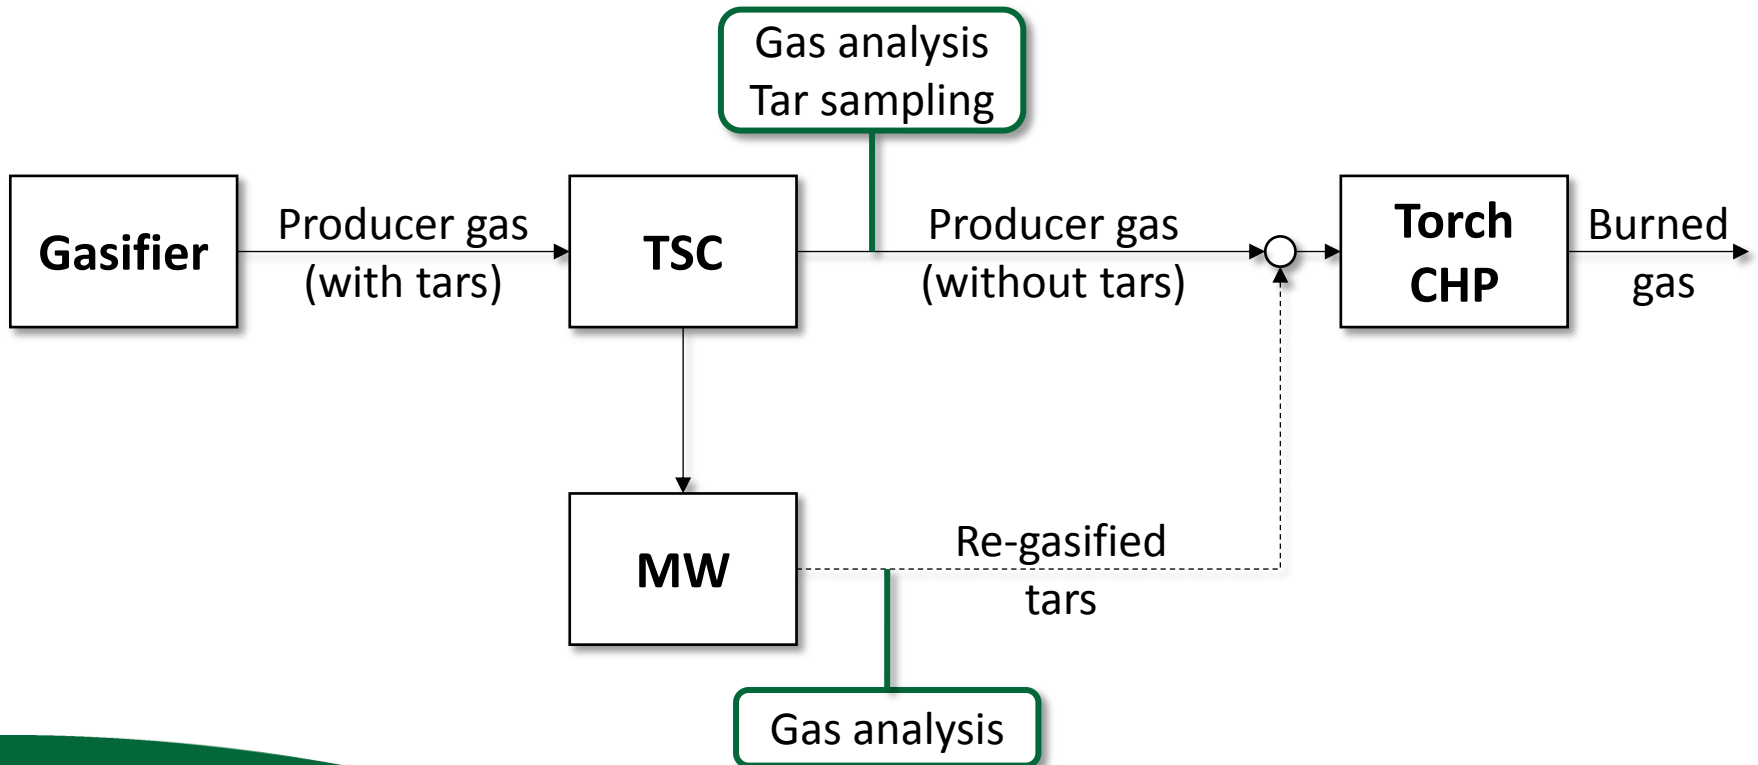 Gas analysis
Tar sampling
Gasifier
Producer gas
(with tars)
TSC
Producer gas
(without tars)
Torch
CHP
Burned
gas
MW
Re-gasified
tars
Gas analysis